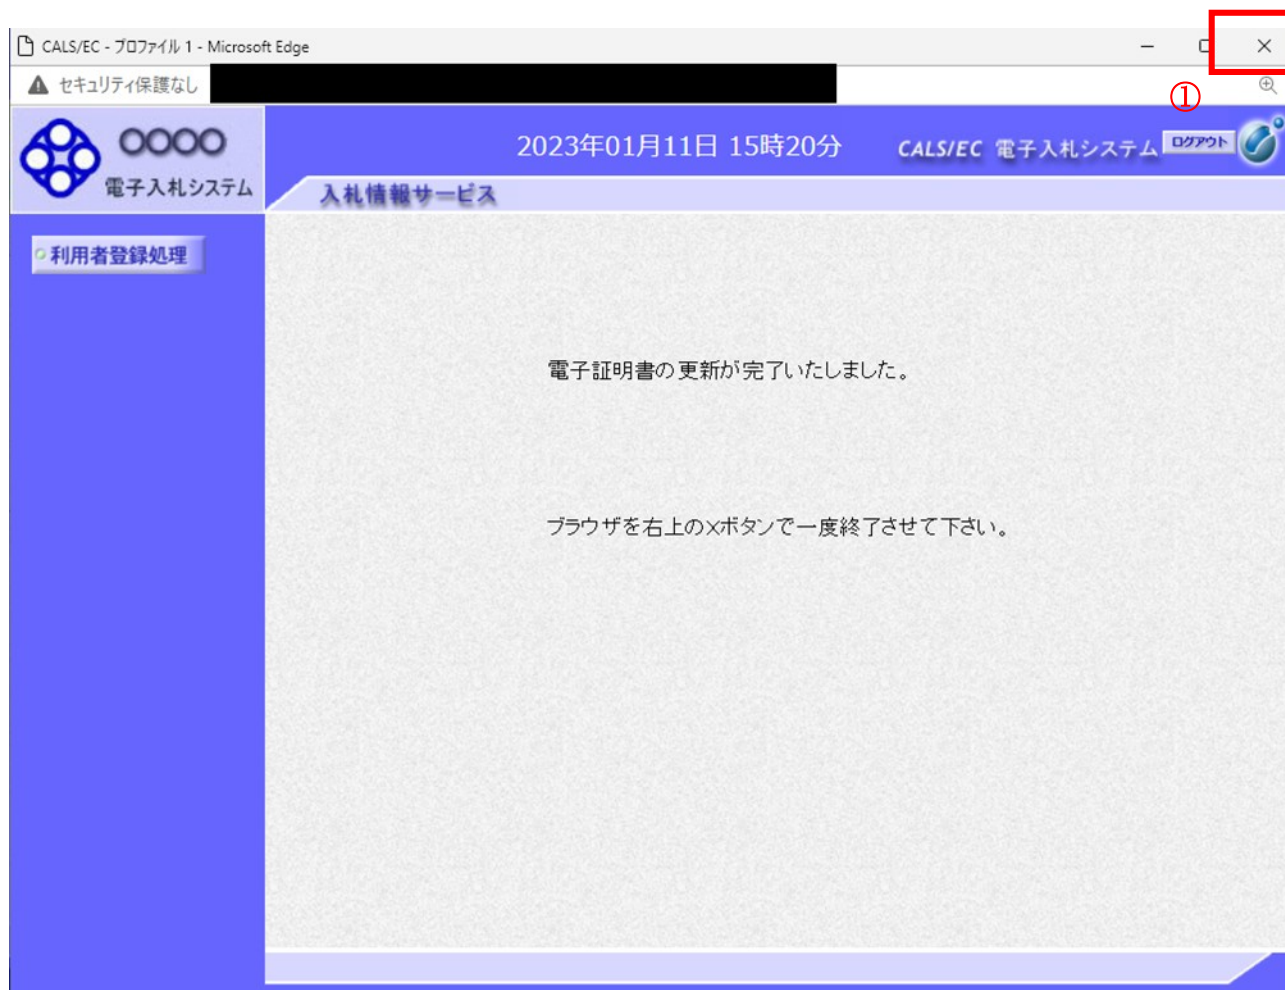 CALS/EC - プロファイル 1 - Microsoft Edge
セキュリティ保護なし
①
〇〇〇〇
電子入札システム
2023年01月11日 15時20分
CALS/EC 電子入札システム
ログアウト
入札情報サービス
利用者登録処理
電子証明書の更新が完了いたしました。
ブラウザを右上の×ボタンで一度終了させて下さい。